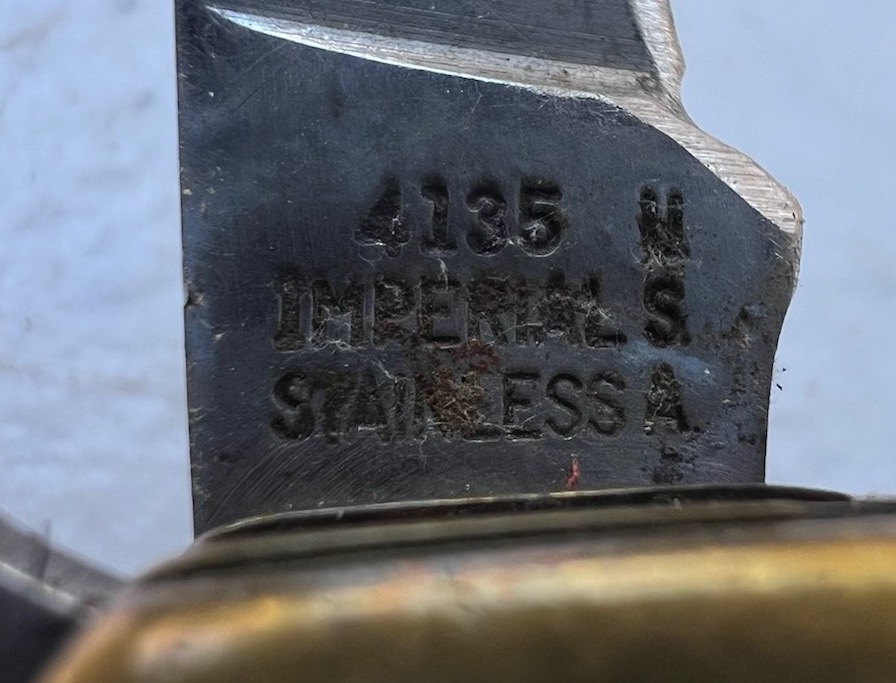 4135 U
IMPERIAL S.
STAINLESS A.